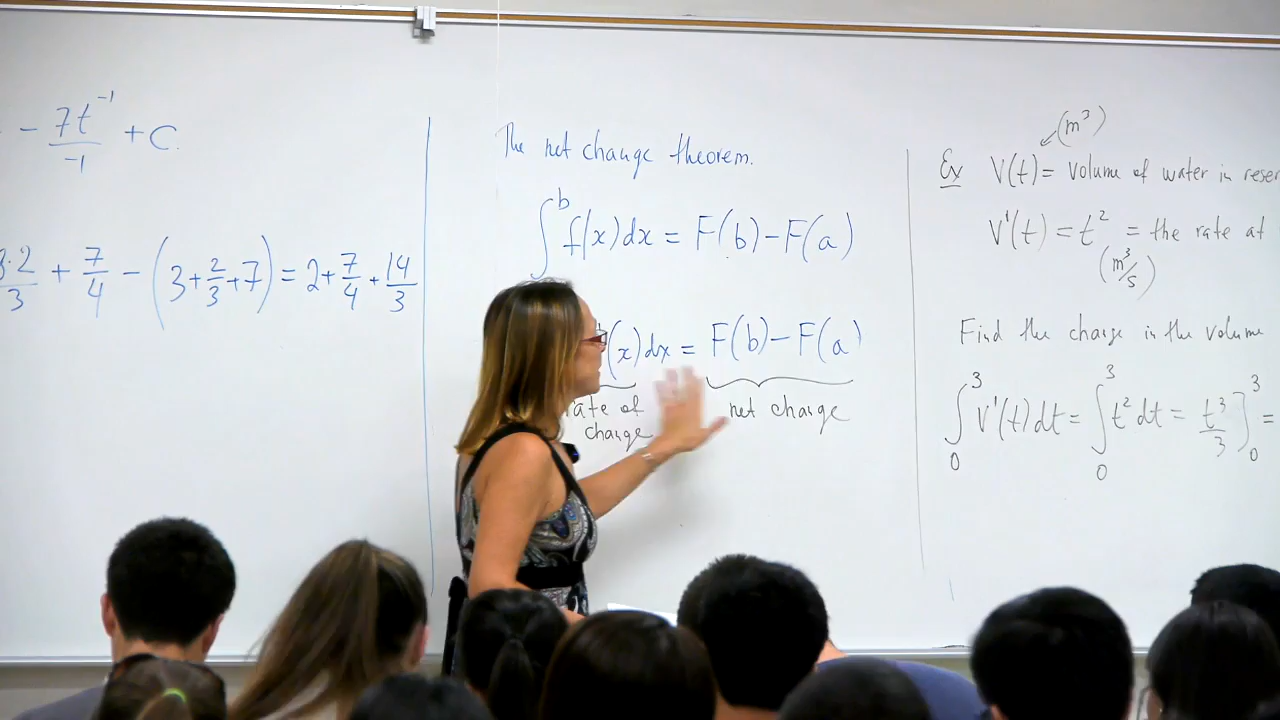 - 7t^-1/-1 + C.
3·2/3 + 7/4 - (3 + 2/3 + 7) = 2 + 7/4 + 14/3
The net change theorem.
∫^b f(x)dx = F(b) - F(a)
(x)dx = F(b) - F(a)
rate of change
net change
(m^3)
Ex V(t) = volume of water in
V'(t) = t^2 = the rate at
(m^3/s)
Find the change in the volume
∫_0^3 V'(t)dt = ∫_0^3 t^2 dt = t^3/3 ]_0^3 =